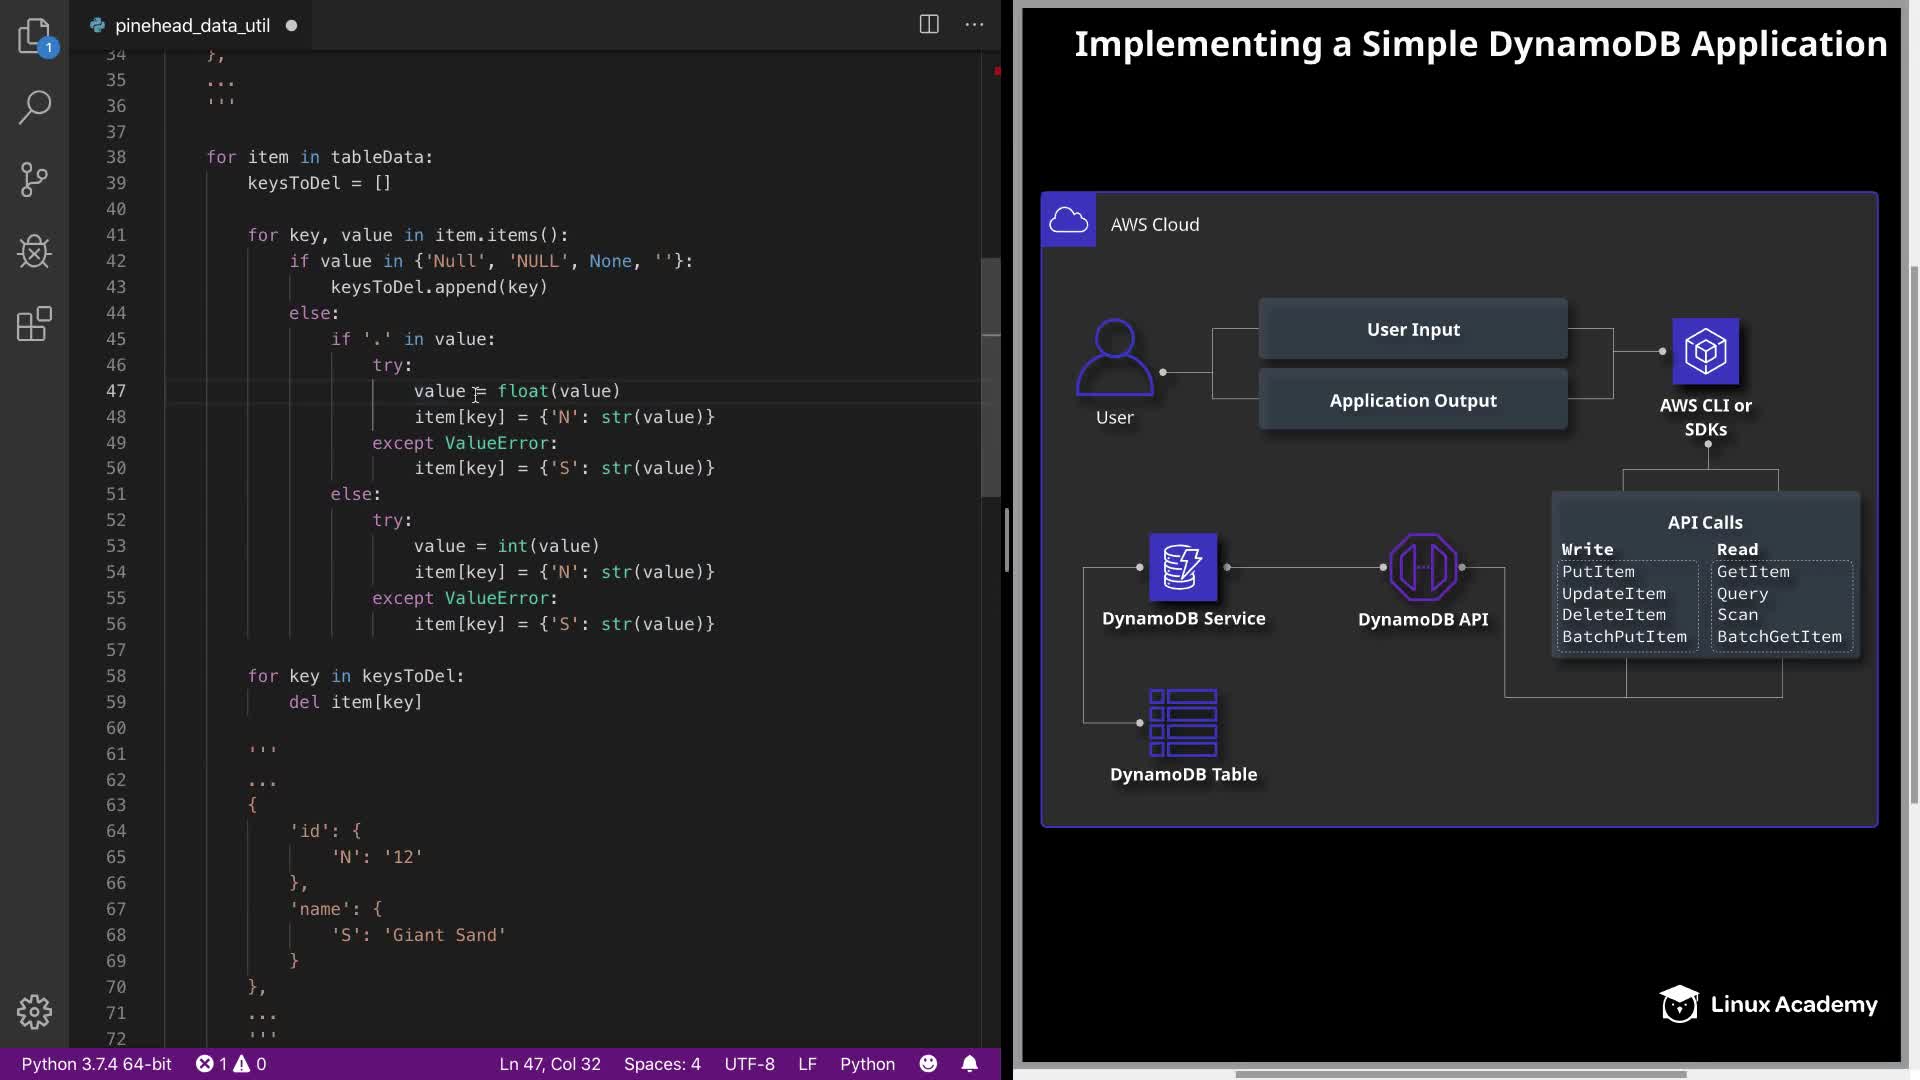 pinehead_data_util
1
34 },
35 ...
36 '''
37
38 for item in tableData:
39 keysToDel = []
40
41 for key, value in item.items():
42 if value in {'Null', 'NULL', None, ''}:
43 keysToDel.append(key)
44 else:
45 if '.' in value:
46 try:
47 value = float(value)
48 item[key] = {'N': str(value)}
49 except ValueError:
50 item[key] = {'S': str(value)}
51 else:
52 try:
53 value = int(value)
54 item[key] = {'N': str(value)}
55 except ValueError:
56 item[key] = {'S': str(value)}
57
58 for key in keysToDel:
59 del item[key]
60
61 '''
62 ...
63 {
64 'id': {
65 'N': '12'
66 },
67 'name': {
68 'S': 'Giant Sand'
69 }
70 },
71 ...
72 '''
Python 3.7.4 64-bit 1 0 Ln 47, Col 32 Spaces: 4 UTF-8 LF Python
Implementing a Simple DynamoDB Application
AWS Cloud
User Input
Application Output
User
AWS CLI or
SDKs
API Calls
Write Read
PutItem GetItem
UpdateItem Query
DeleteItem Scan
BatchPutItem BatchGetItem
DynamoDB Service
DynamoDB API
DynamoDB Table
Linux Academy